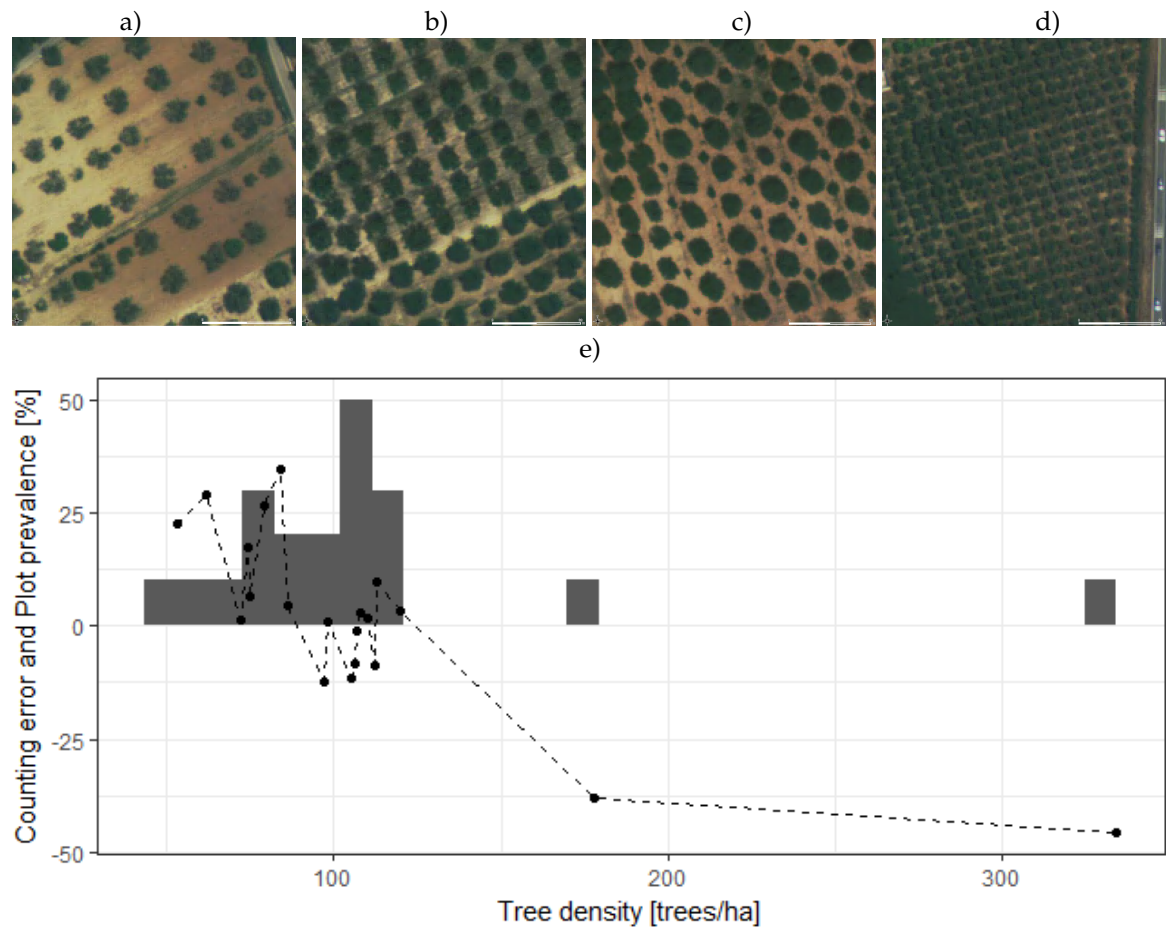 a) b) c) d)
e)
Counting error and Plot prevalence [%]
50
25
0
-25
-50
100 200 300
Tree density [trees/ha]